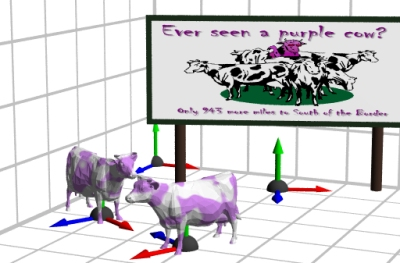 Ever seen a purple cow?
Only 943 more miles to South of the Border